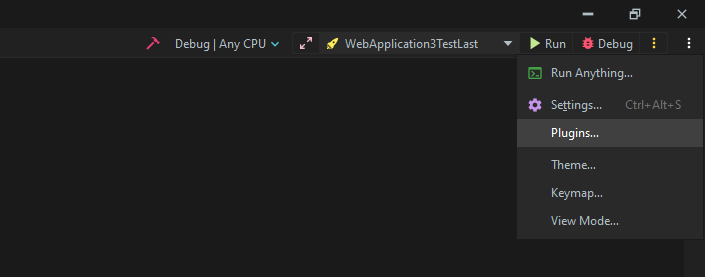 Debug | Any CPU WebApplication3TestLast Run Debug
Run Anything...
Settings... Ctrl+Alt+S
Plugins...
Theme...
Keymap...
View Mode...